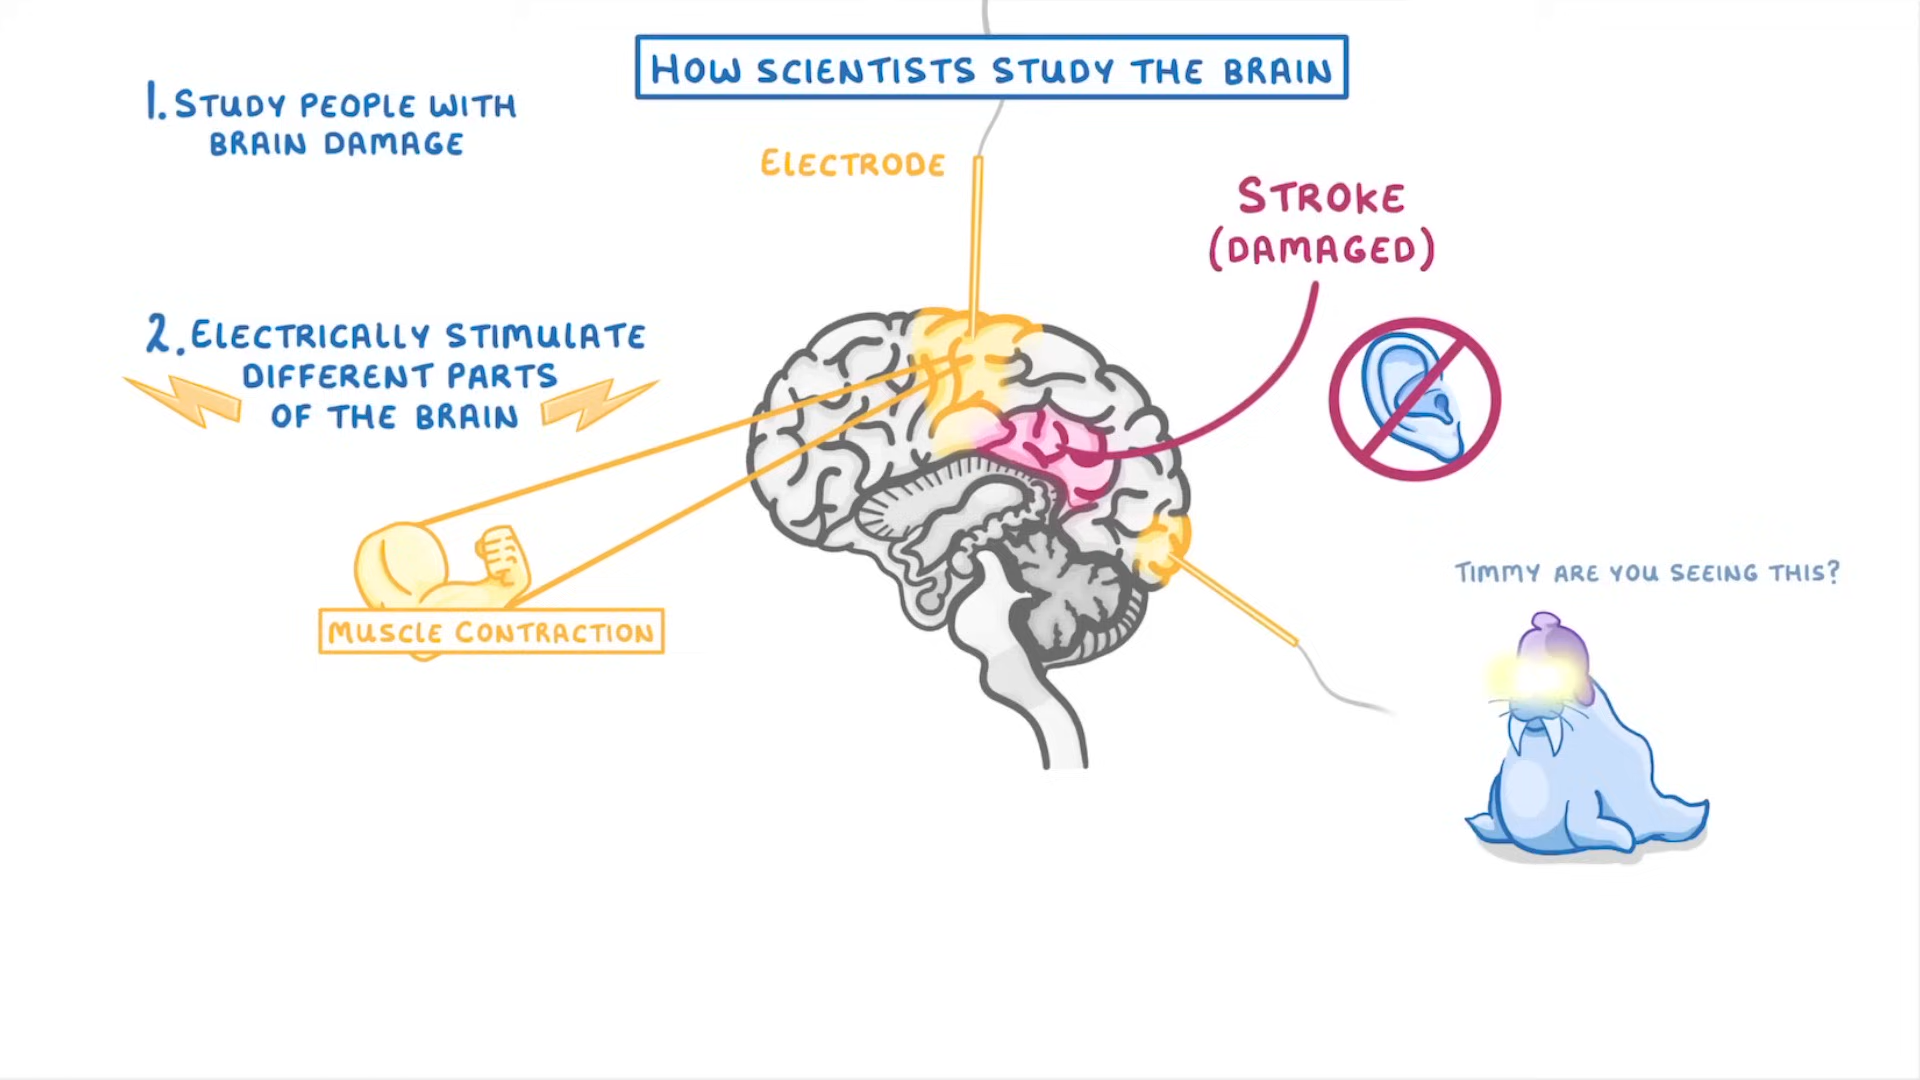 HOW SCIENTISTS STUDY THE BRAIN
1. STUDY PEOPLE WITH
BRAIN DAMAGE
ELECTRODE
STROKE
(DAMAGED)
2. ELECTRICALLY STIMULATE
DIFFERENT PARTS
OF THE BRAIN
TIMMY ARE YOU SEEING THIS?
MUSCLE CONTRACTION